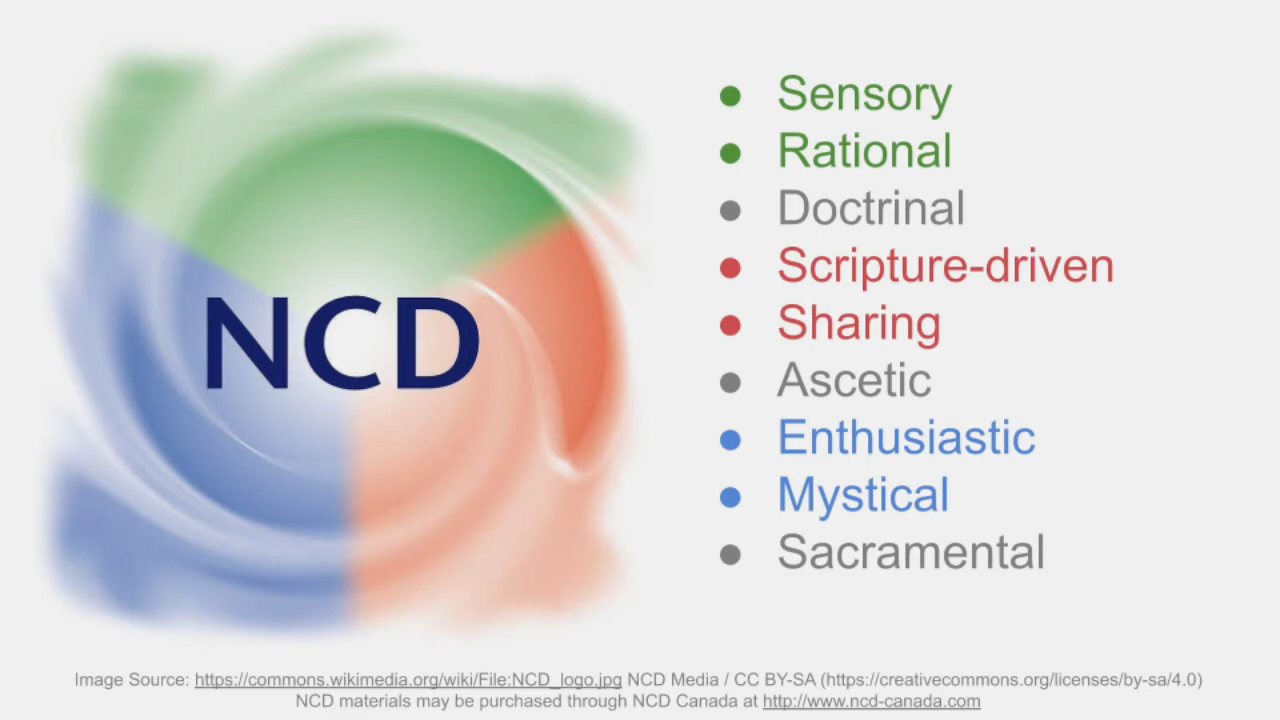 NCD
● Sensory
● Rational
● Doctrinal
● Scripture-driven
● Sharing
● Ascetic
● Enthusiastic
● Mystical
● Sacramental
Image Source: https://commons.wikimedia.org/wiki/File:NCD_logo.jpg NCD Media / CC BY-SA (https://creativecommons.org/licenses/by-sa/4.0)
NCD materials may be purchased through NCD Canada at http://www.ncd-canada.com